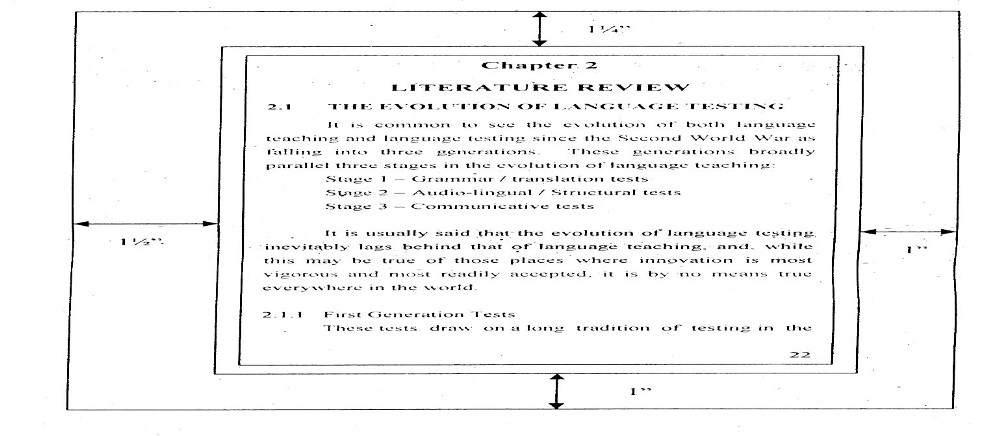 1¼"
Chapter 2
LITERATURE REVIEW
2.1 THE EVOLUTION OF LANGUAGE TESTING
It is common to see the evolution of both language
teaching and language testing since the Second World War as
falling into three generations. These generations broadly
parallel three stages in the evolution of language teaching:
Stage 1 – Grammar / translation tests
Stage 2 – Audio-lingual / Structural tests
Stage 3 – Communicative tests
It is usually said that the evolution of language testing
inevitably lags behind that of language teaching, and, while
this may be true of those places where innovation is most
vigorous and most readily accepted, it is by no means true
everywhere in the world.
1½"
1"
2.1.1 First Generation Tests
These tests draw on a long tradition of testing in the
22
1"